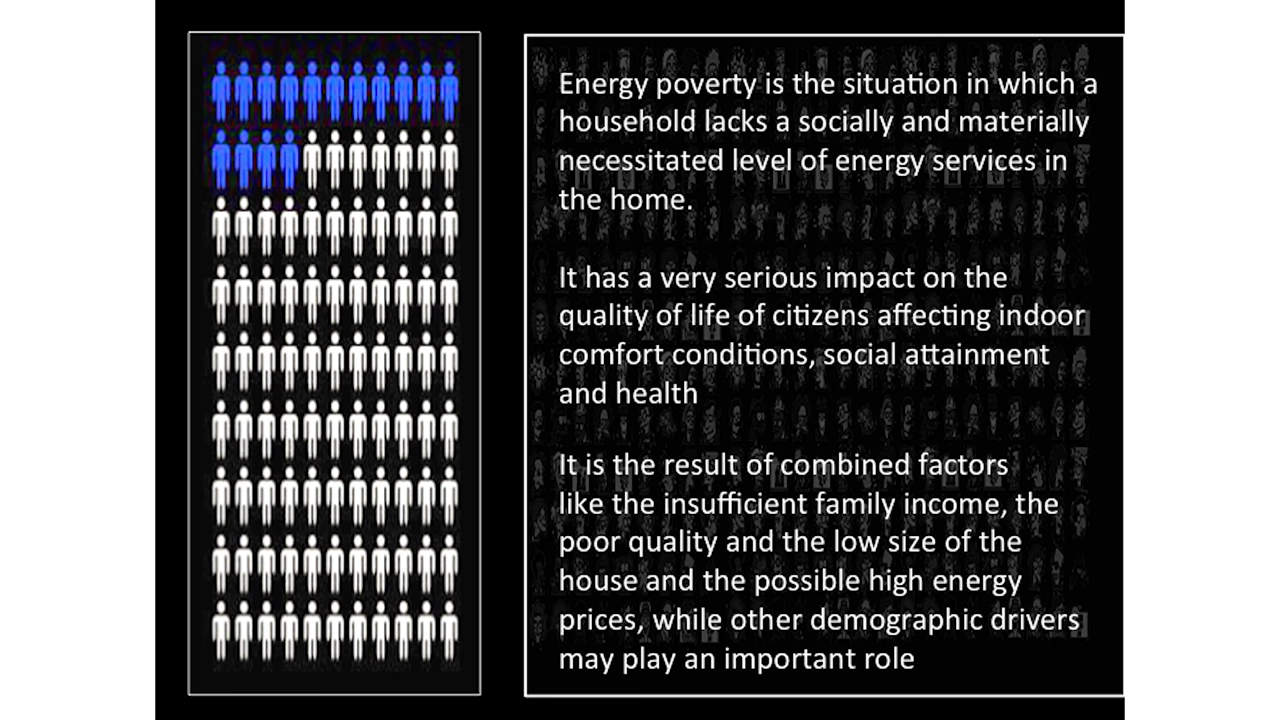 Energy poverty is the situation in which a
household lacks a socially and materially
necessitated level of energy services in
the home.
It has a very serious impact on the
quality of life of citizens affecting indoor
comfort conditions, social attainment
and health
It is the result of combined factors
like the insufficient family income, the
poor quality and the low size of the
house and the possible high energy
prices, while other demographic drivers
may play an important role